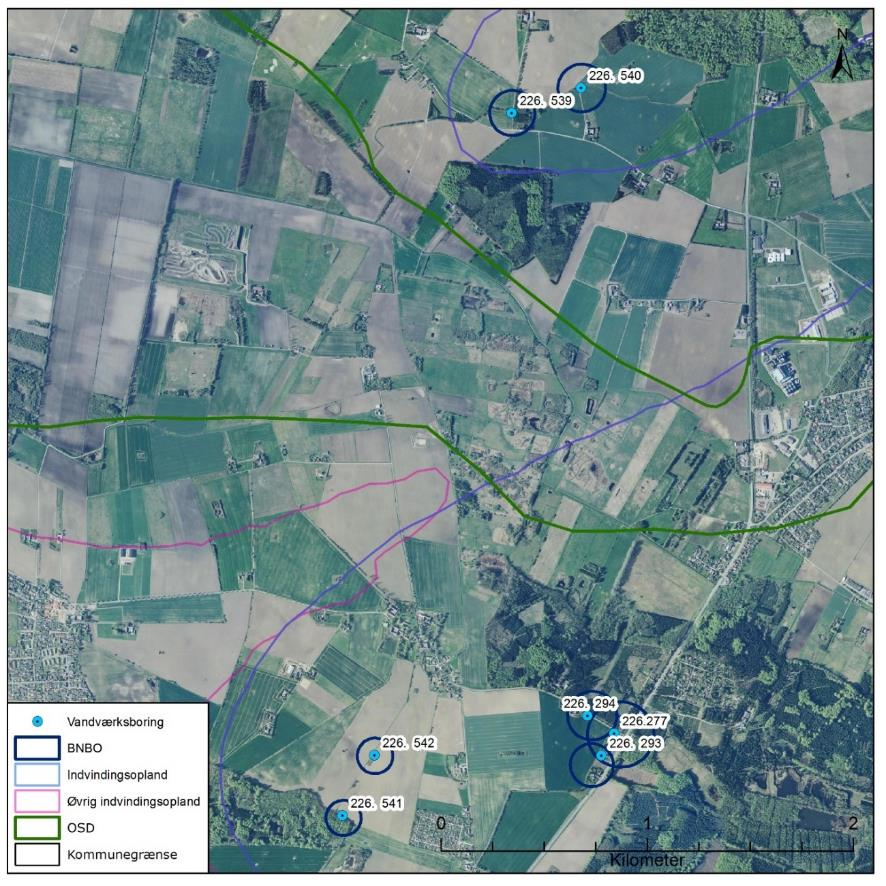 N
226. 540
226. 539
226. 294
226.277
226. 293
226. 542
226. 541
Vandværksboring
BNBO
Indvindingsopland
Øvrig indvindingsopland
OSD
Kommunegrænse
0 1 2
Kilometer